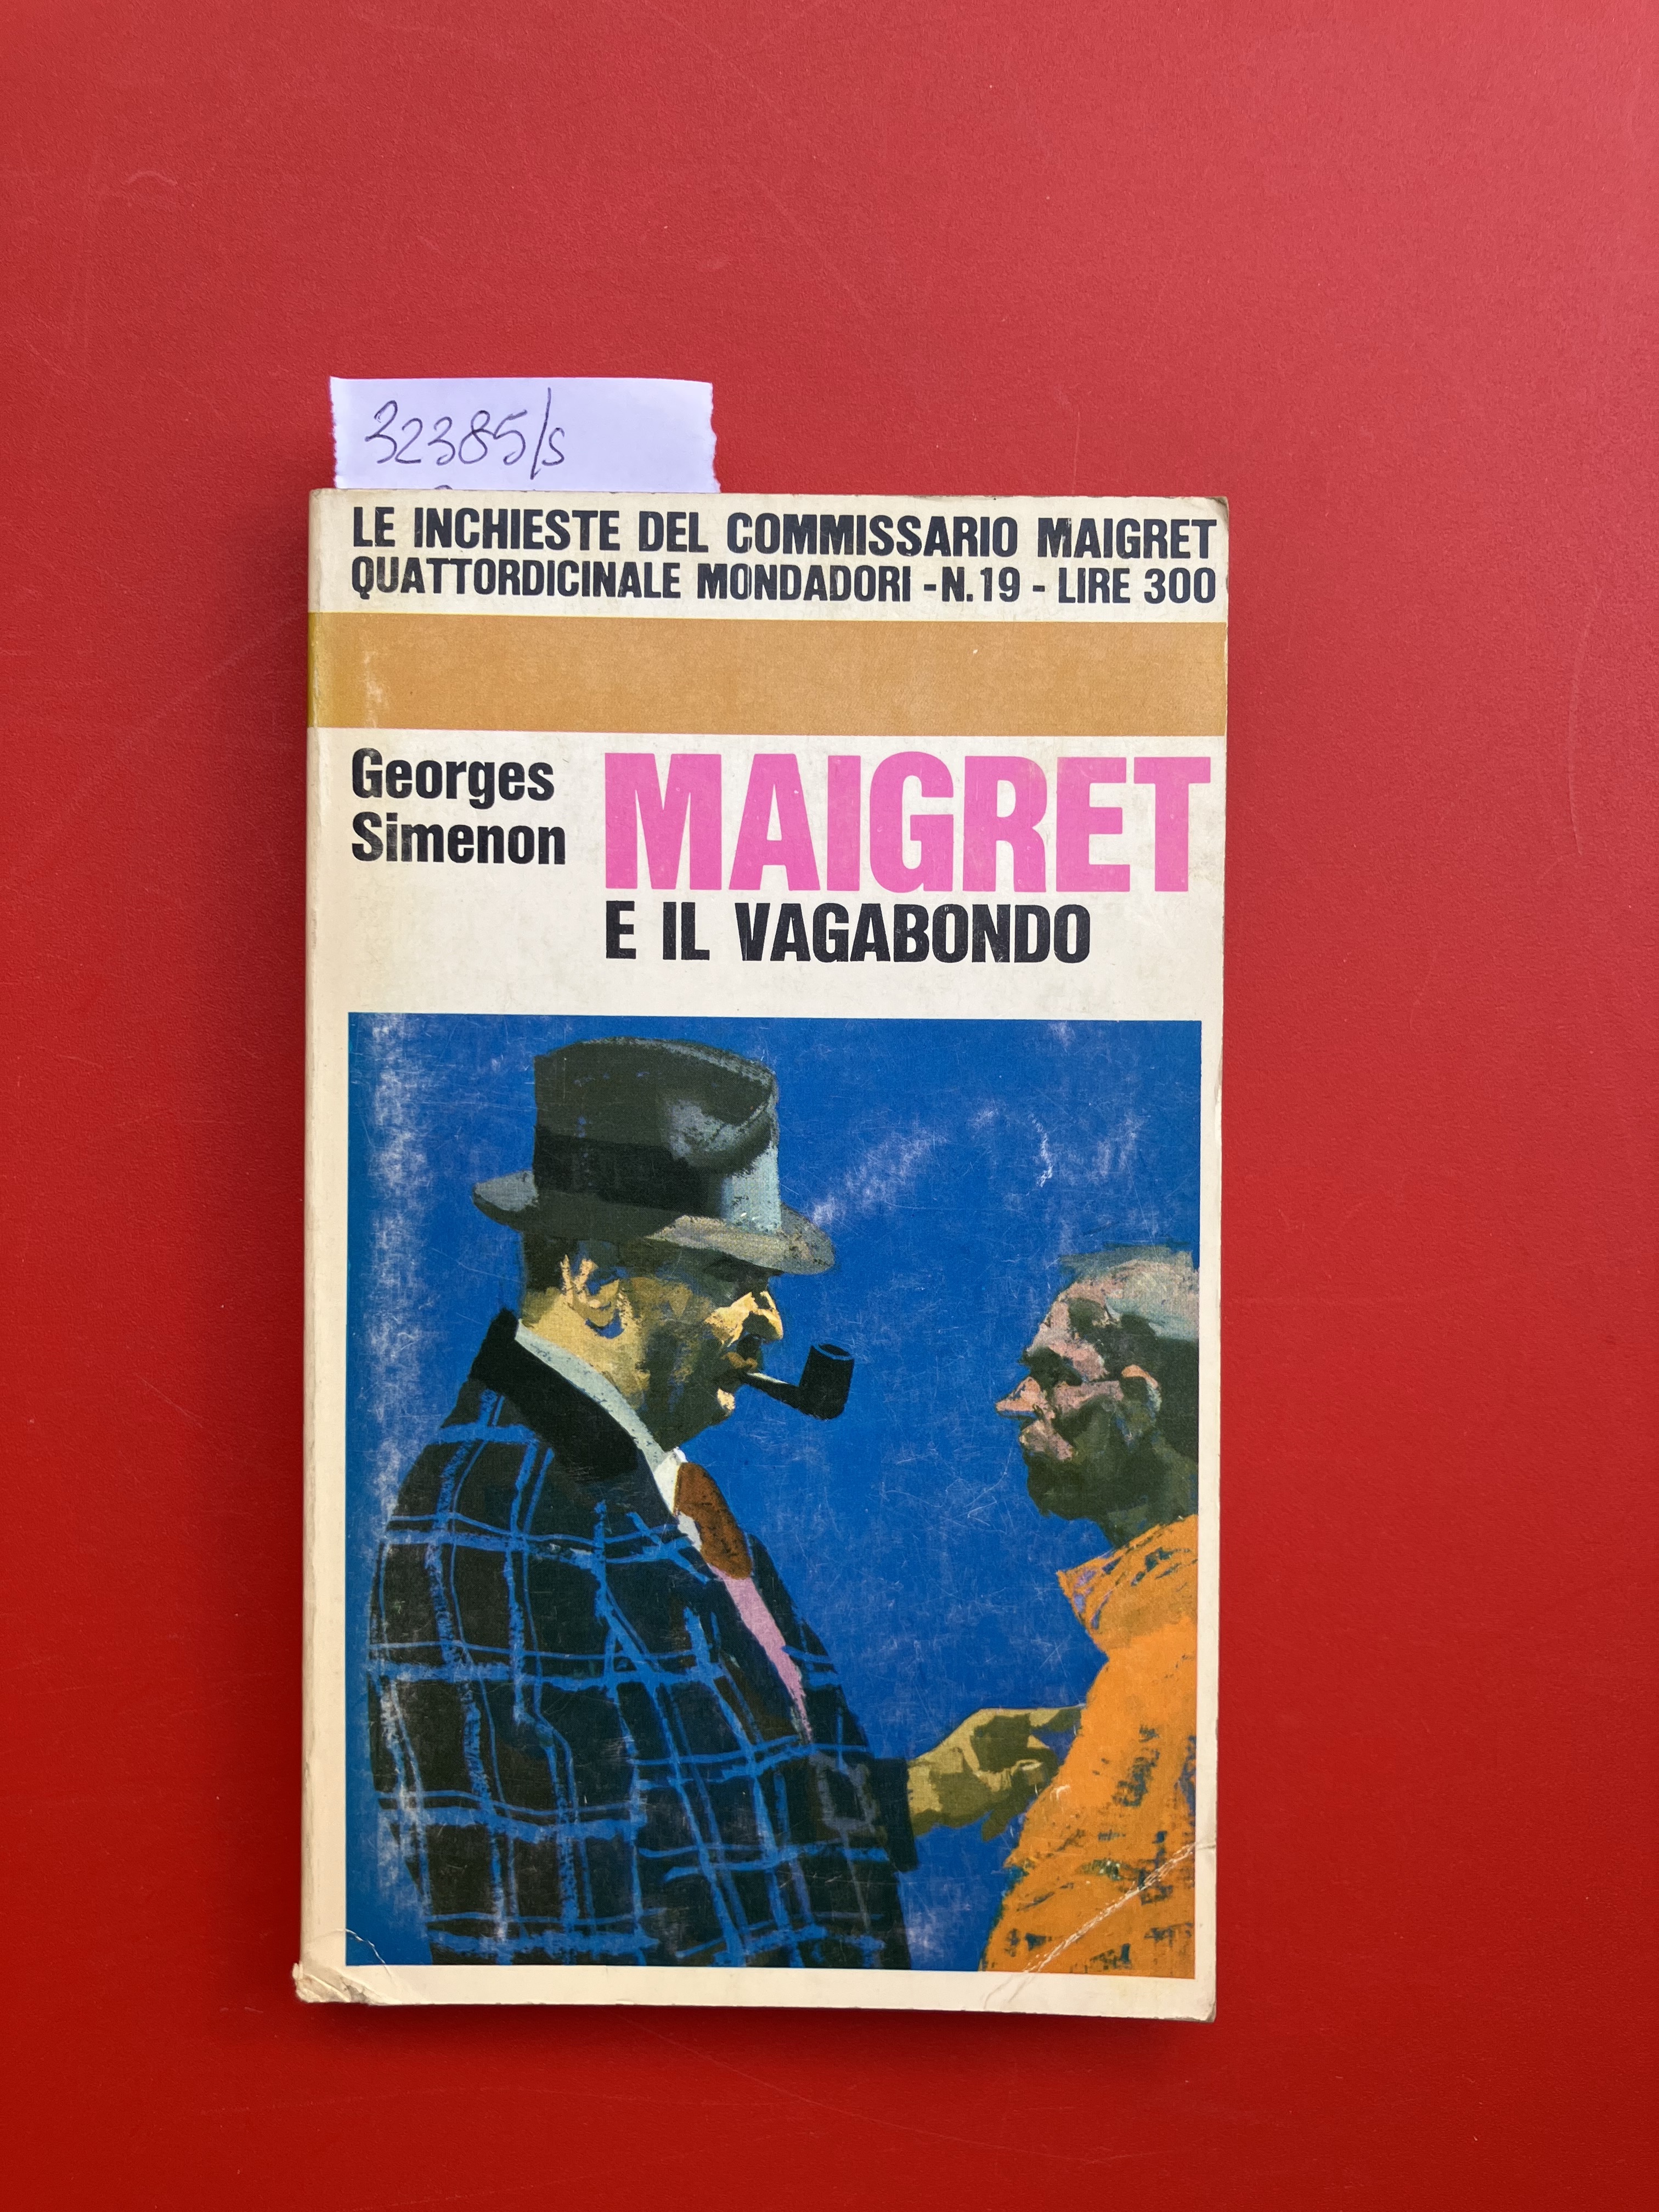 32385/s
LE INCHIESTE DEL COMMISSARIO MAIGRET
QUATTORDICINALE MONDADORI - N. 19 - LIRE 300
Georges
Simenon
MAIGRET
E IL VAGABONDO